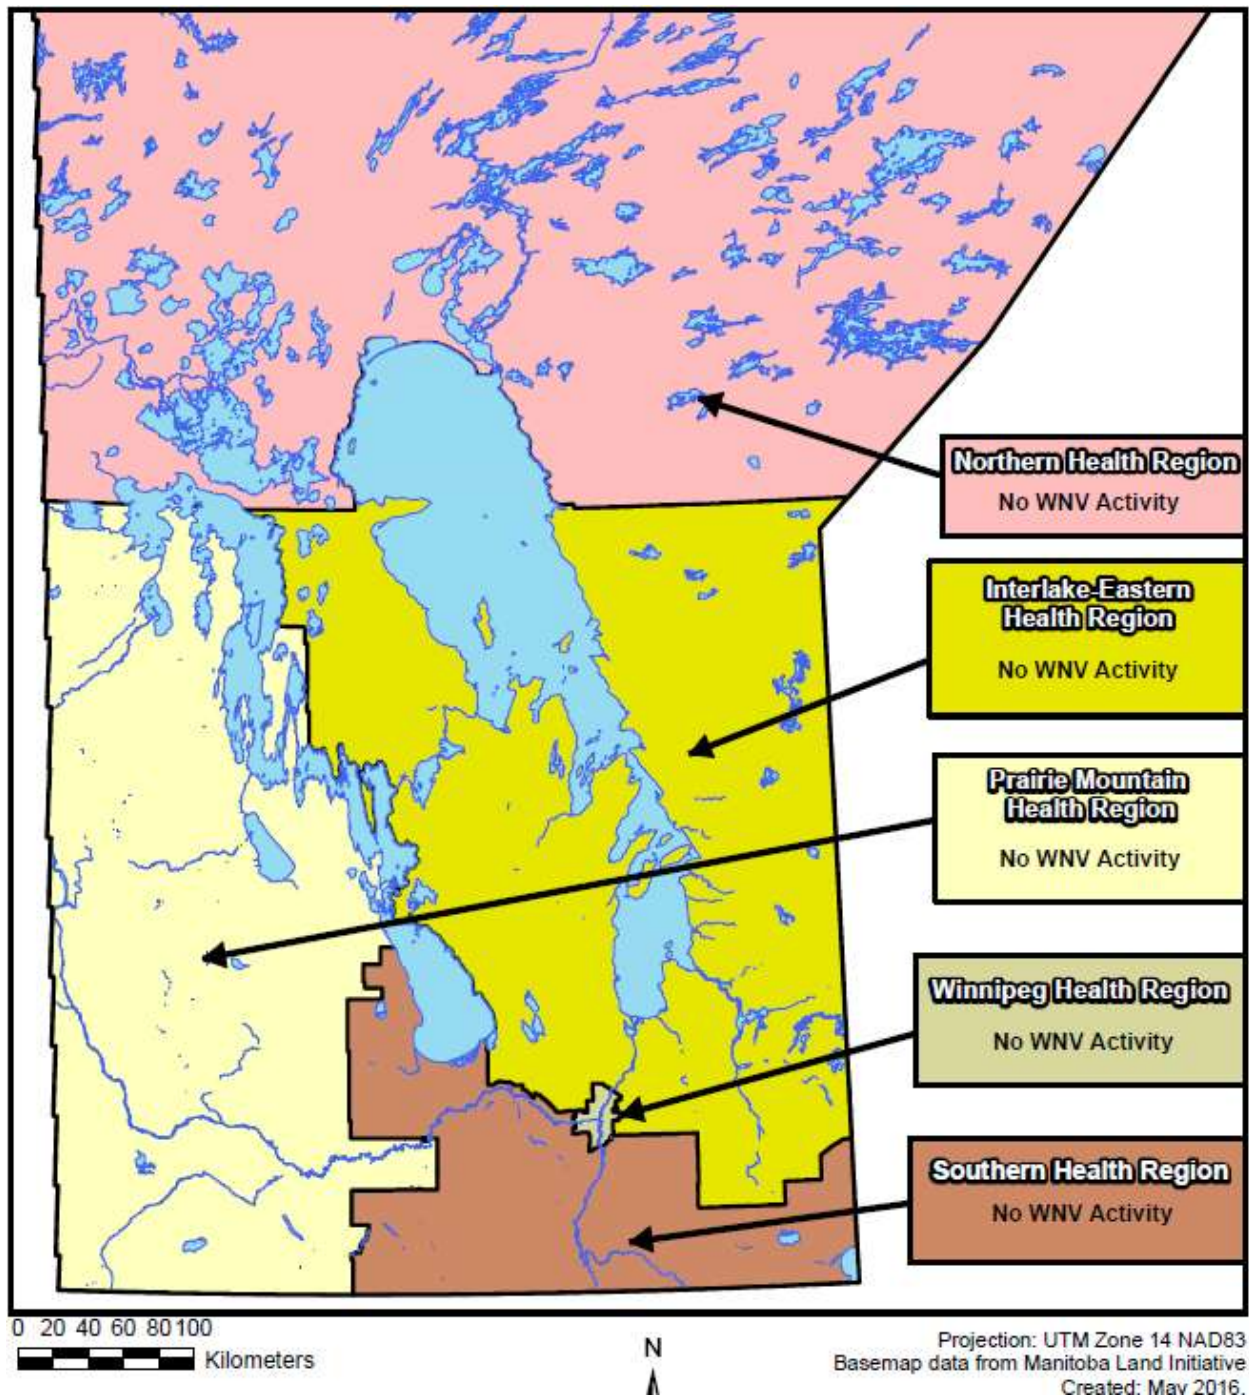 Northern Health Region
No WNV Activity
Interlake-Eastern
Health Region
No WNV Activity
Prairie Mountain
Health Region
No WNV Activity
Winnipeg Health Region
No WNV Activity
Southern Health Region
No WNV Activity
0 20 40 60 80 100
Kilometers
N
Projection: UTM Zone 14 NAD83
Basemap data from Manitoba Land Initiative
Created: May 2016.